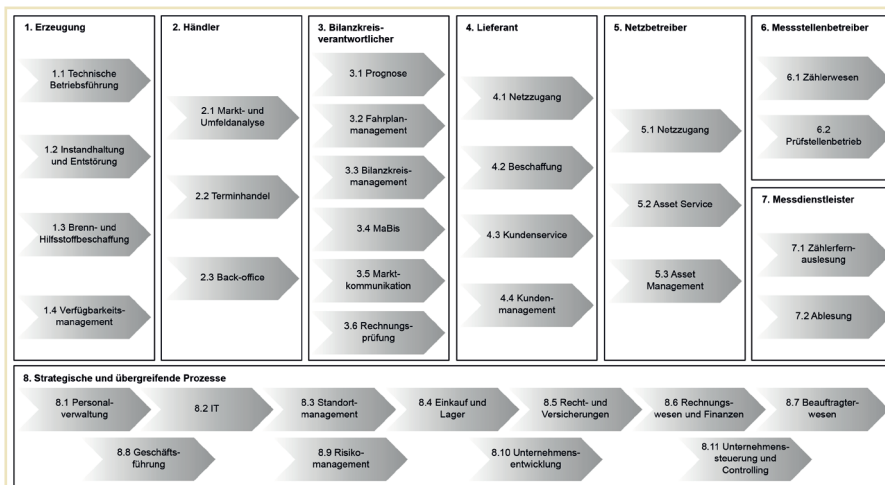 1. Erzeugung
1.1 Technische
Betriebsführung
1.2 Instandhaltung
und Entstörung
1.3 Brenn- und
Hilfsstoffbeschaffung
1.4 Verfügbarkeits-
management
2. Händler
2.1 Markt- und
Umfeldanalyse
2.2 Terminhandel
2.3 Back-office
3. Bilanzkreis-
verantwortlicher
3.1 Prognose
3.2 Fahrplan-
management
3.3 Bilanzkreis-
management
3.4 MaBis
3.5 Markt-
kommunikation
3.6 Rechnungs-
prüfung
4. Lieferant
4.1 Netzzugang
4.2 Beschaffung
4.3 Kundenservice
4.4 Kunden-
management
5. Netzbetreiber
5.1 Netzzugang
5.2 Asset Service
5.3 Asset
Management
6. Messstellenbetreiber
6.1 Zählerwesen
6.2
Prüfstellenbetrieb
7. Messdienstleister
7.1 Zählerfern-
auslesung
7.2 Ablesung
8. Strategische und übergreifende Prozesse
8.1 Personal-
verwaltung
8.2 IT
8.3 Standort-
management
8.4 Einkauf und
Lager
8.5 Recht- und
Versicherungen
8.6 Rechnungs-
wesen und Finanzen
8.7 Beauftragter-
wesen
8.8 Geschäfts-
führung
8.9 Risiko-
management
8.10 Unternehmens-
entwicklung
8.11 Unternehmens-
steuerung und
Controlling